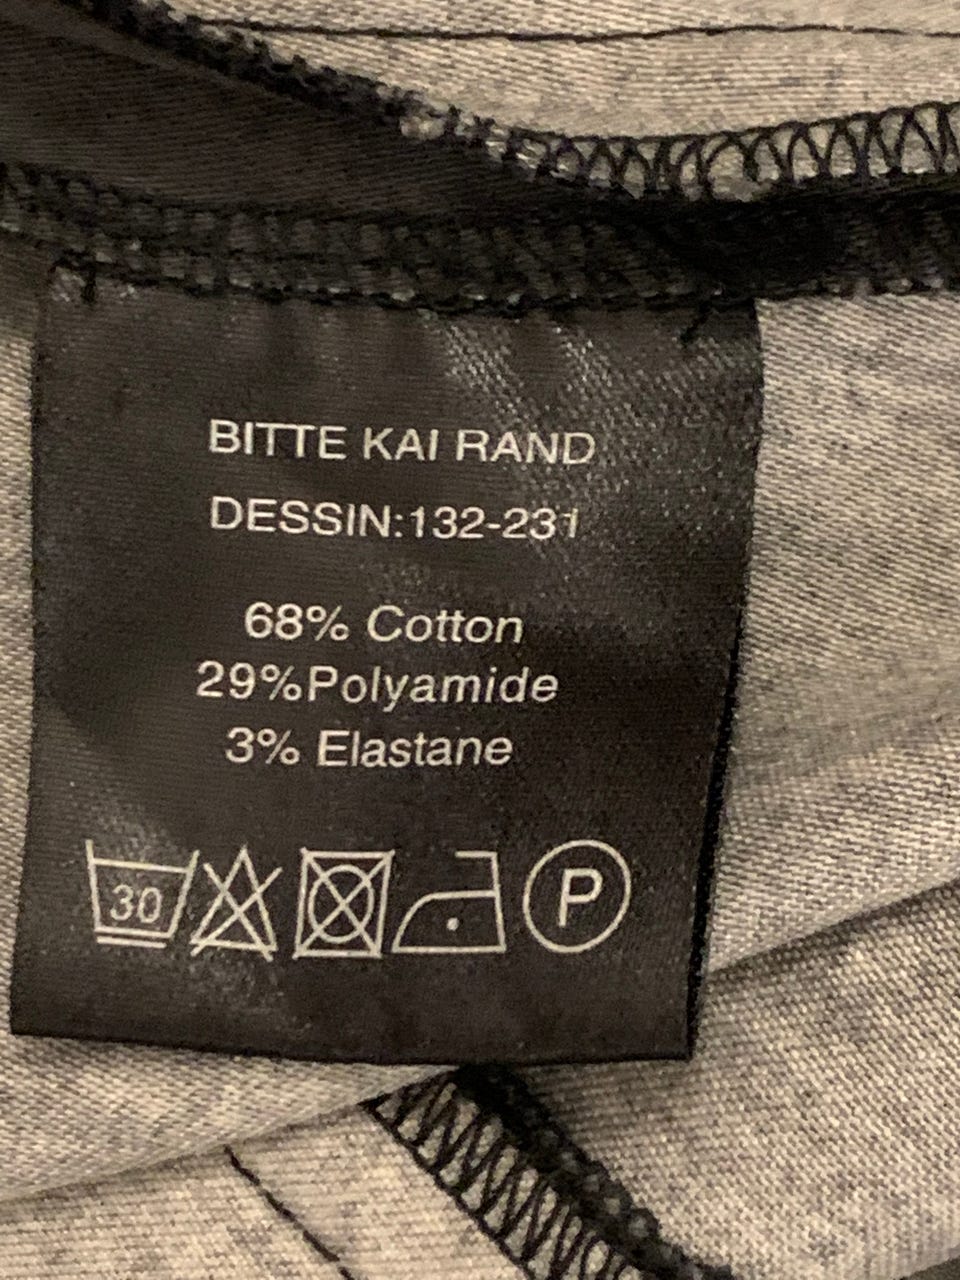 BITTE KAI RAND
DESSIN:132-231
68% Cotton
29%Polyamide
3% Elastane
30 P